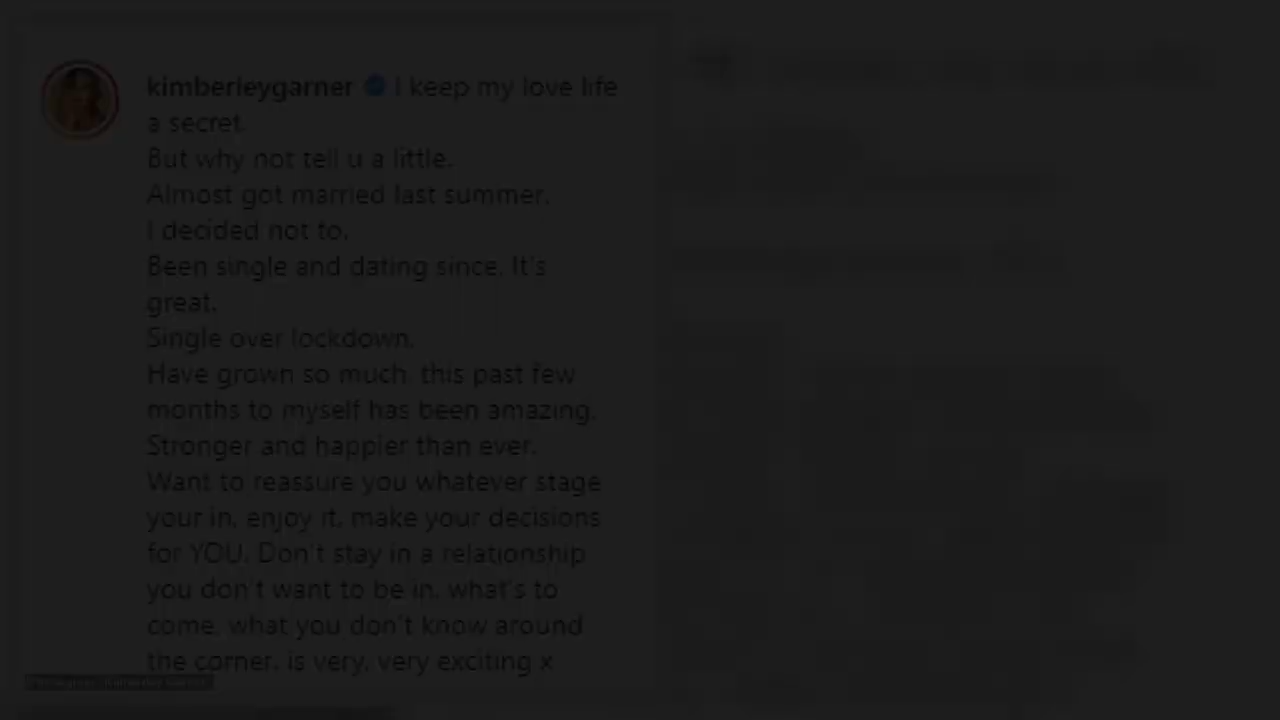 kimberleygarner I keep my love life
a secret.
But why not tell u a little.
Almost got married last summer.
I decided not to.
Been single and dating since. It's
great.
Single over lockdown.
Have grown so much, this past few
months to myself has been amazing.
Stronger and happier than ever.
Want to reassure you whatever stage
your in, enjoy it, make your decisions
for YOU. Don't stay in a relationship
you don't want to be in, what's to
come, what you don't know around
the corner, is very, very exciting x